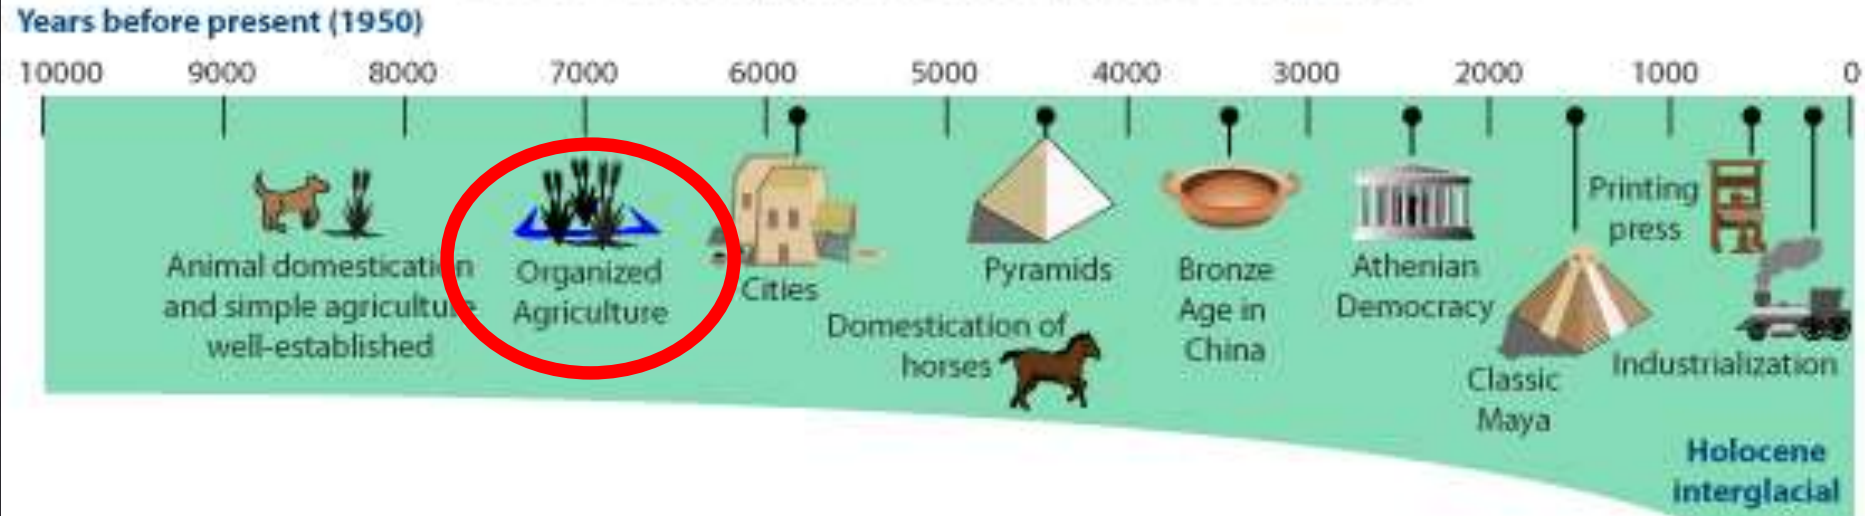 Years before present (1950)
10000 9000 8000 7000 6000 5000 4000 3000 2000 1000 0
Animal domestication
and simple agriculture
well-established
Organized
Agriculture
Cities
Domestication of
horses
Pyramids
Bronze
Age in
China
Athenian
Democracy
Classic
Maya
Printing
press
Industrialization
Holocene
interglacial